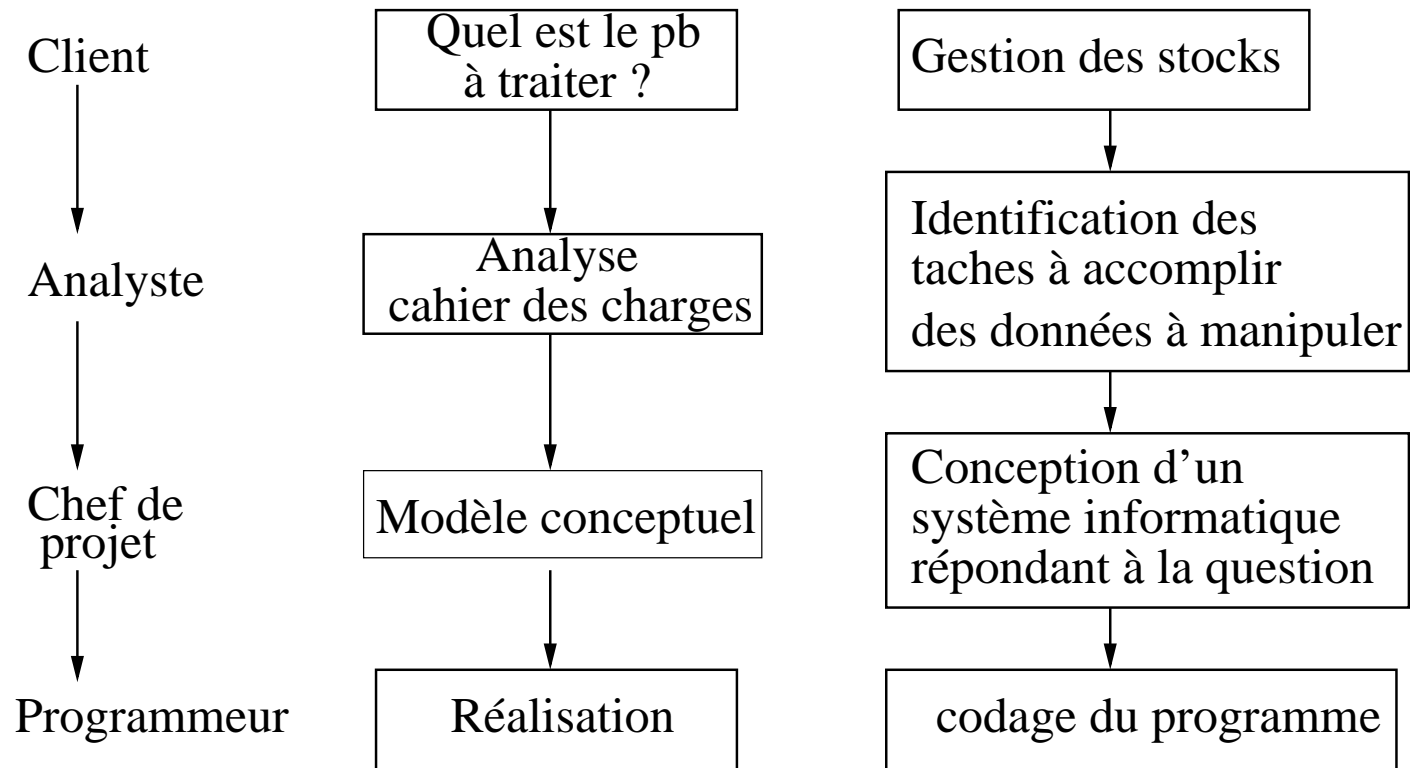 Client
Quel est le pb
à traiter ?
Gestion des stocks
Analyste
Analyse
cahier des charges
Identification des
taches à accomplir
des données à manipuler
Chef de
projet
Modèle conceptuel
Conception d’un
système informatique
répondant à la question
Programmeur
Réalisation
codage du programme